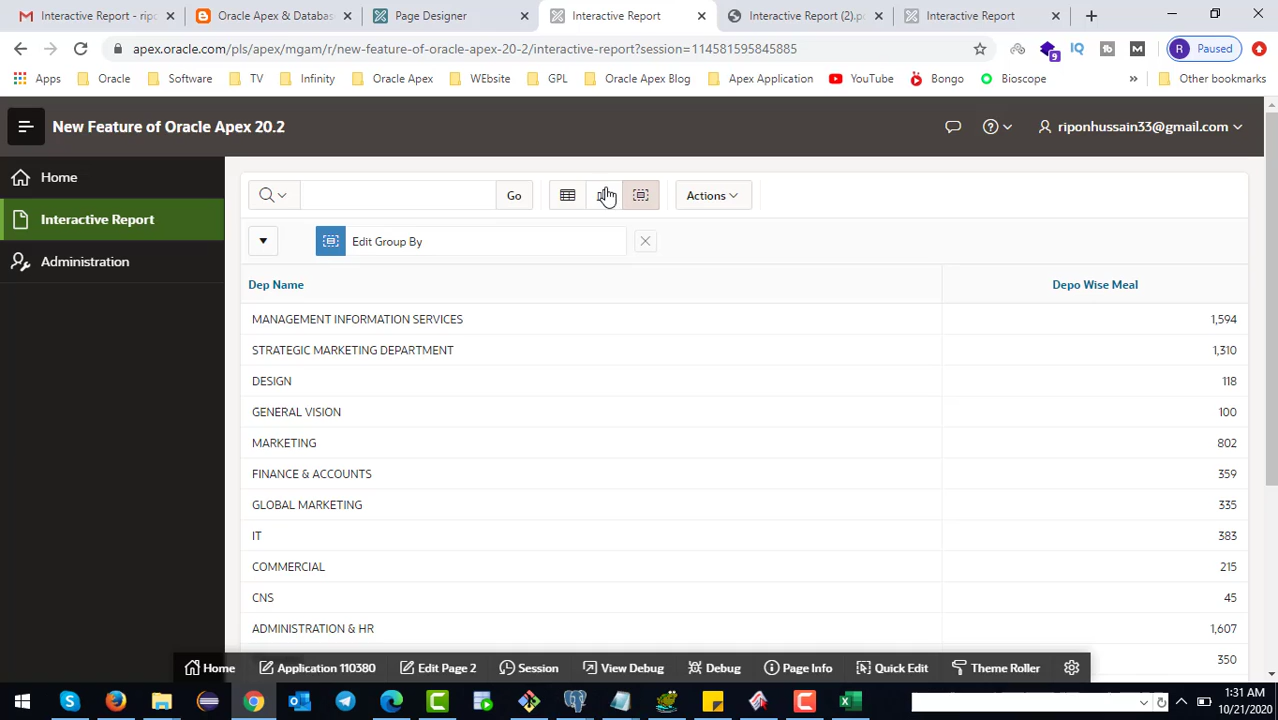 Interactive Report - ripo
Oracle Apex & Databas
Page Designer
Interactive Report
Interactive Report (2).p
Interactive Report
apex.oracle.com/pls/apex/mgam/r/new-feature-of-oracle-apex-20-2/interactive-report?session=114581595845885
9
IQ
R Paused
Apps Oracle Software TV Infinity Oracle Apex WEbsite GPL Oracle Apex Blog Apex Application YouTube Bongo Bioscope » Other bookmarks
New Feature of Oracle Apex 20.2
riponhussain33@gmail.com
Home
Interactive Report
Administration
Go
Actions
Edit Group By
Dep Name Depo Wise Meal
MANAGEMENT INFORMATION SERVICES 1,594
STRATEGIC MARKETING DEPARTMENT 1,310
DESIGN 118
GENERAL VISION 100
MARKETING 802
FINANCE & ACCOUNTS 359
GLOBAL MARKETING 335
IT 383
COMMERCIAL 215
CNS 45
ADMINISTRATION & HR 1,607
350
Home Application 110380 Edit Page 2 Session View Debug Debug Page Info Quick Edit Theme Roller
1:31 AM
10/21/2020